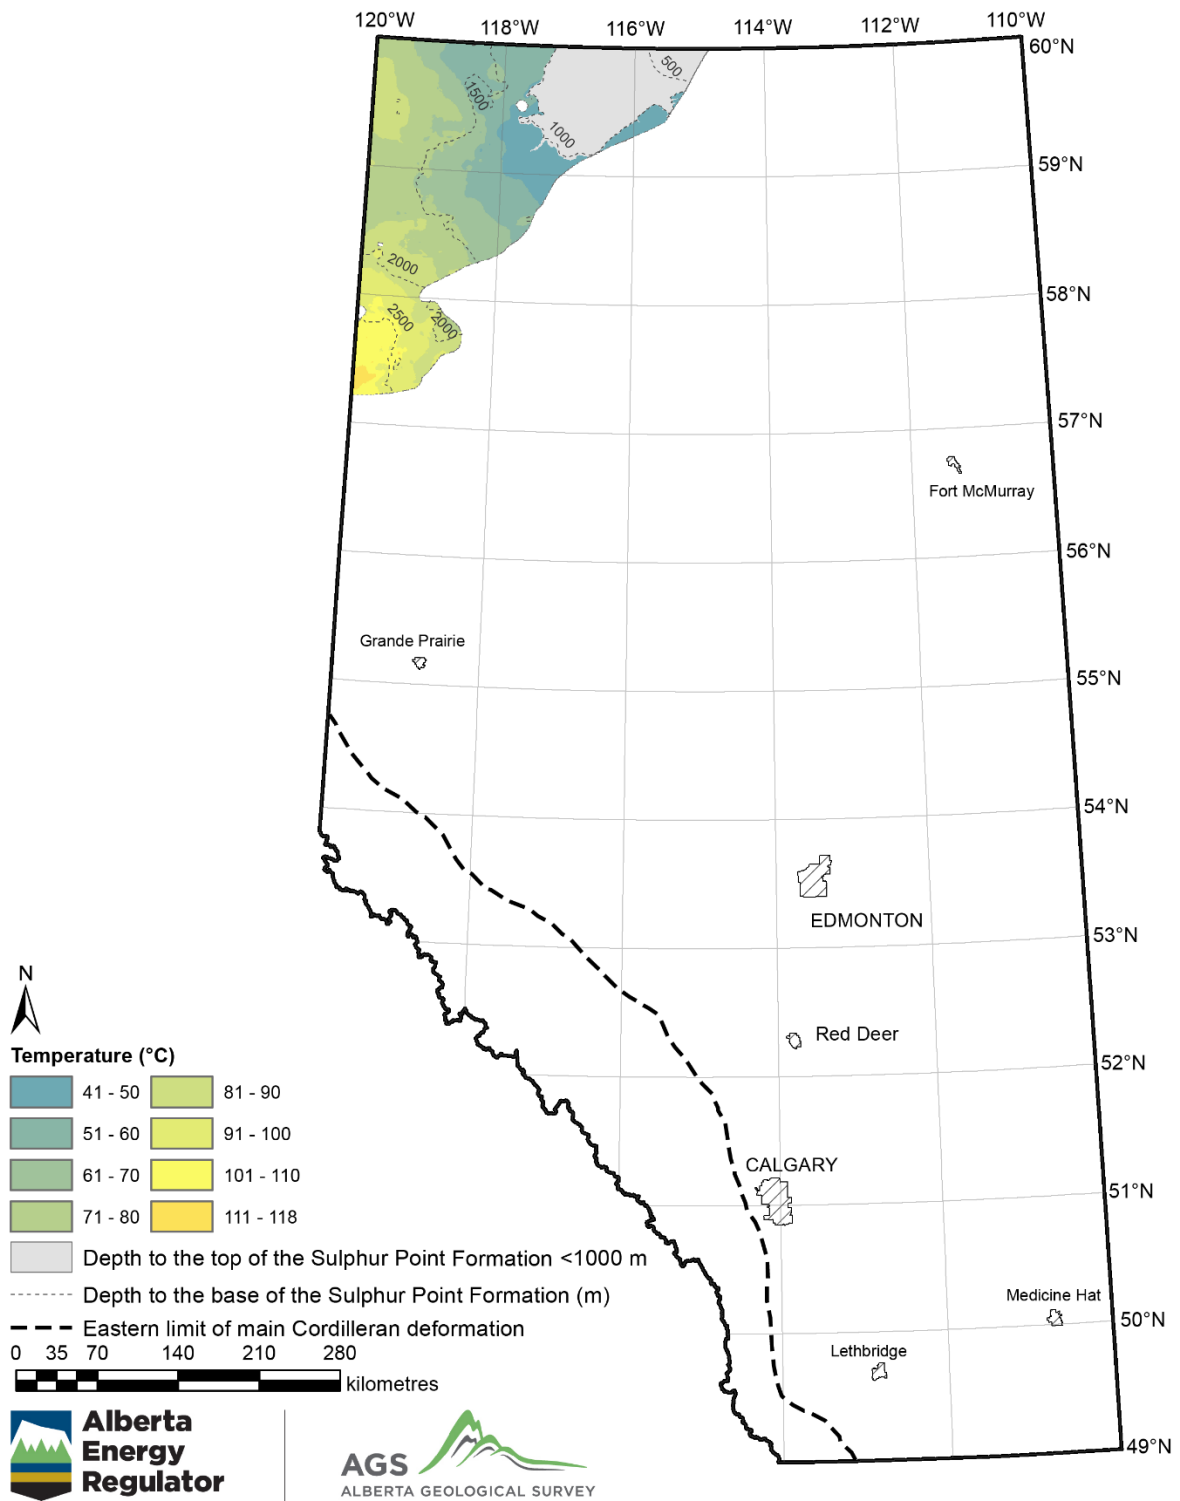 120°W 118°W 116°W 114°W 112°W 110°W
60°N
500
1500
1000
59°N
2000
58°N
2500
2000
57°N
Fort McMurray
56°N
Grande Prairie
55°N
54°N
EDMONTON
53°N
N
Red Deer
Temperature (°C)
52°N
41 - 50
81 - 90
51 - 60
91 - 100
61 - 70
101 - 110
71 - 80
111 - 118
CALGARY
51°N
Depth to the top of the Sulphur Point Formation <1000 m
Depth to the base of the Sulphur Point Formation (m)
Medicine Hat
50°N
Eastern limit of main Cordilleran deformation
Lethbridge
0 35 70 140 210 280
kilometres
49°N
Alberta
Energy
Regulator
AGS
ALBERTA GEOLOGICAL SURVEY